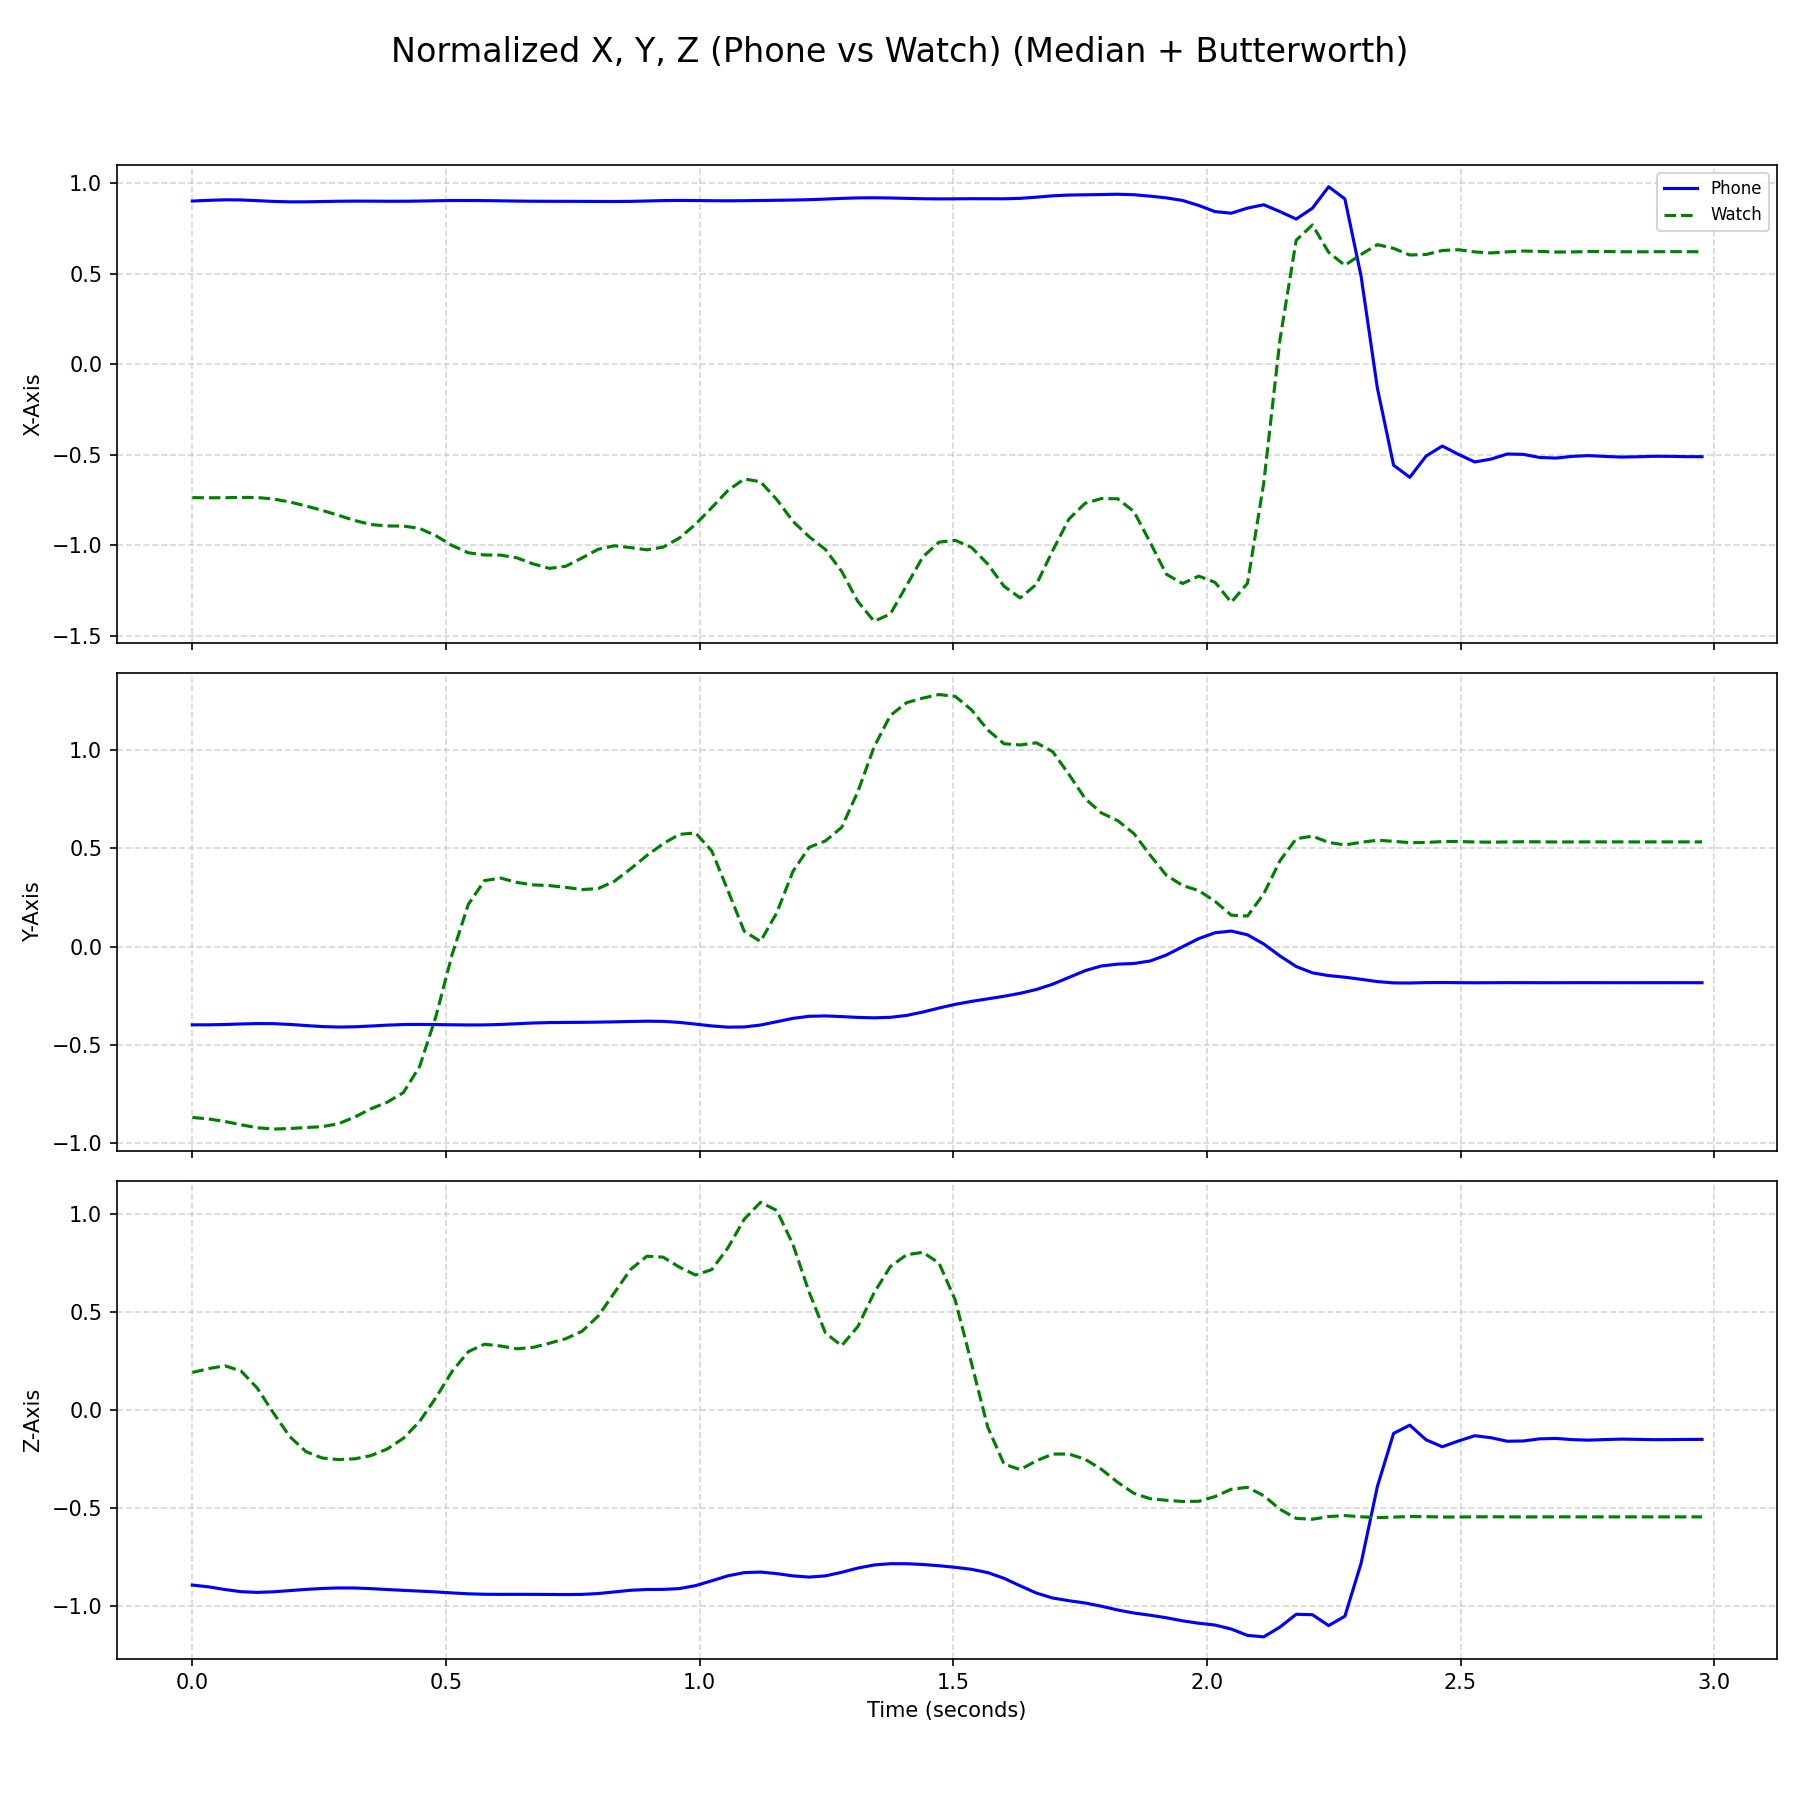 Normalized X, Y, Z (Phone vs Watch) (Median + Butterworth)
1.0
0.5
0.0
−0.5
−1.0
−1.5
X-Axis
Phone
Watch
1.0
0.5
0.0
−0.5
−1.0
Y-Axis
1.0
0.5
0.0
−0.5
−1.0
Z-Axis
0.0 0.5 1.0 1.5 2.0 2.5 3.0
Time (seconds)